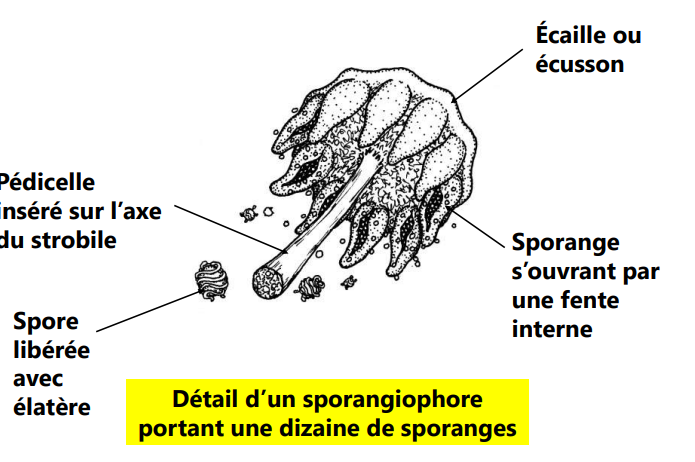 Écaille ou
écusson
Pédicelle
inséré sur l’axe
du strobile
Sporange
s’ouvrant par
une fente
interne
Spore
libérée
avec
élatère
Détail d’un sporangiophore
portant une dizaine de sporanges